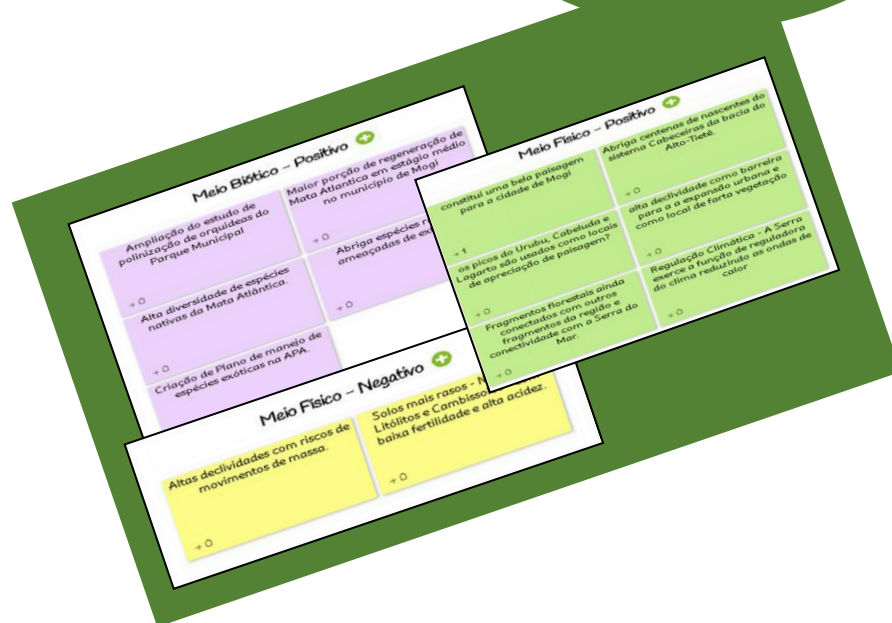 Meio Biótico – Positivo
Ampliação do estudo de
polinização de orquídeas do
Parque Municipal
+ 0
Maior porção de regeneração de
Mata Atlantica em estágio médio
no município de Mogi
+ 0
Alta diversidade de espécies
nativas da Mata Atlântica.
+ 0
Abriga espécies
ameaçadas de
+ 0
Criação de Plano de manejo de
espécies exóticas na APA.
Meio Físico – Positivo
constitui uma bela paisagem
para a cidade de Mogi
+ 1
Abriga centenas de nascentes do
sistema Cabeceiras da bacia do
Alto-Tietê.
+ 0
os picos do Urubu, Cabeluda e
Lagarto são usados como locais
de apreciação de paisagem?
+ 0
alta declividade como barreira
para a a expansão urbana e
como local de farta vegetação
+ 0
Fragmentos florestais ainda
conectados com outros
fragmentos da região e
conectividade com a Serra do
Mar.
+ 0
Regulação Climática - A Serra
exerce a função de reguladora
do clima reduzindo as ondas de
calor
+ 0
Meio Físico – Negativo
Altas declividades com riscos de
movimentos de massa.
+ 0
Solos mais rasos -
Litólitos e
baixa fertilidade e alta acidez.
+ 0